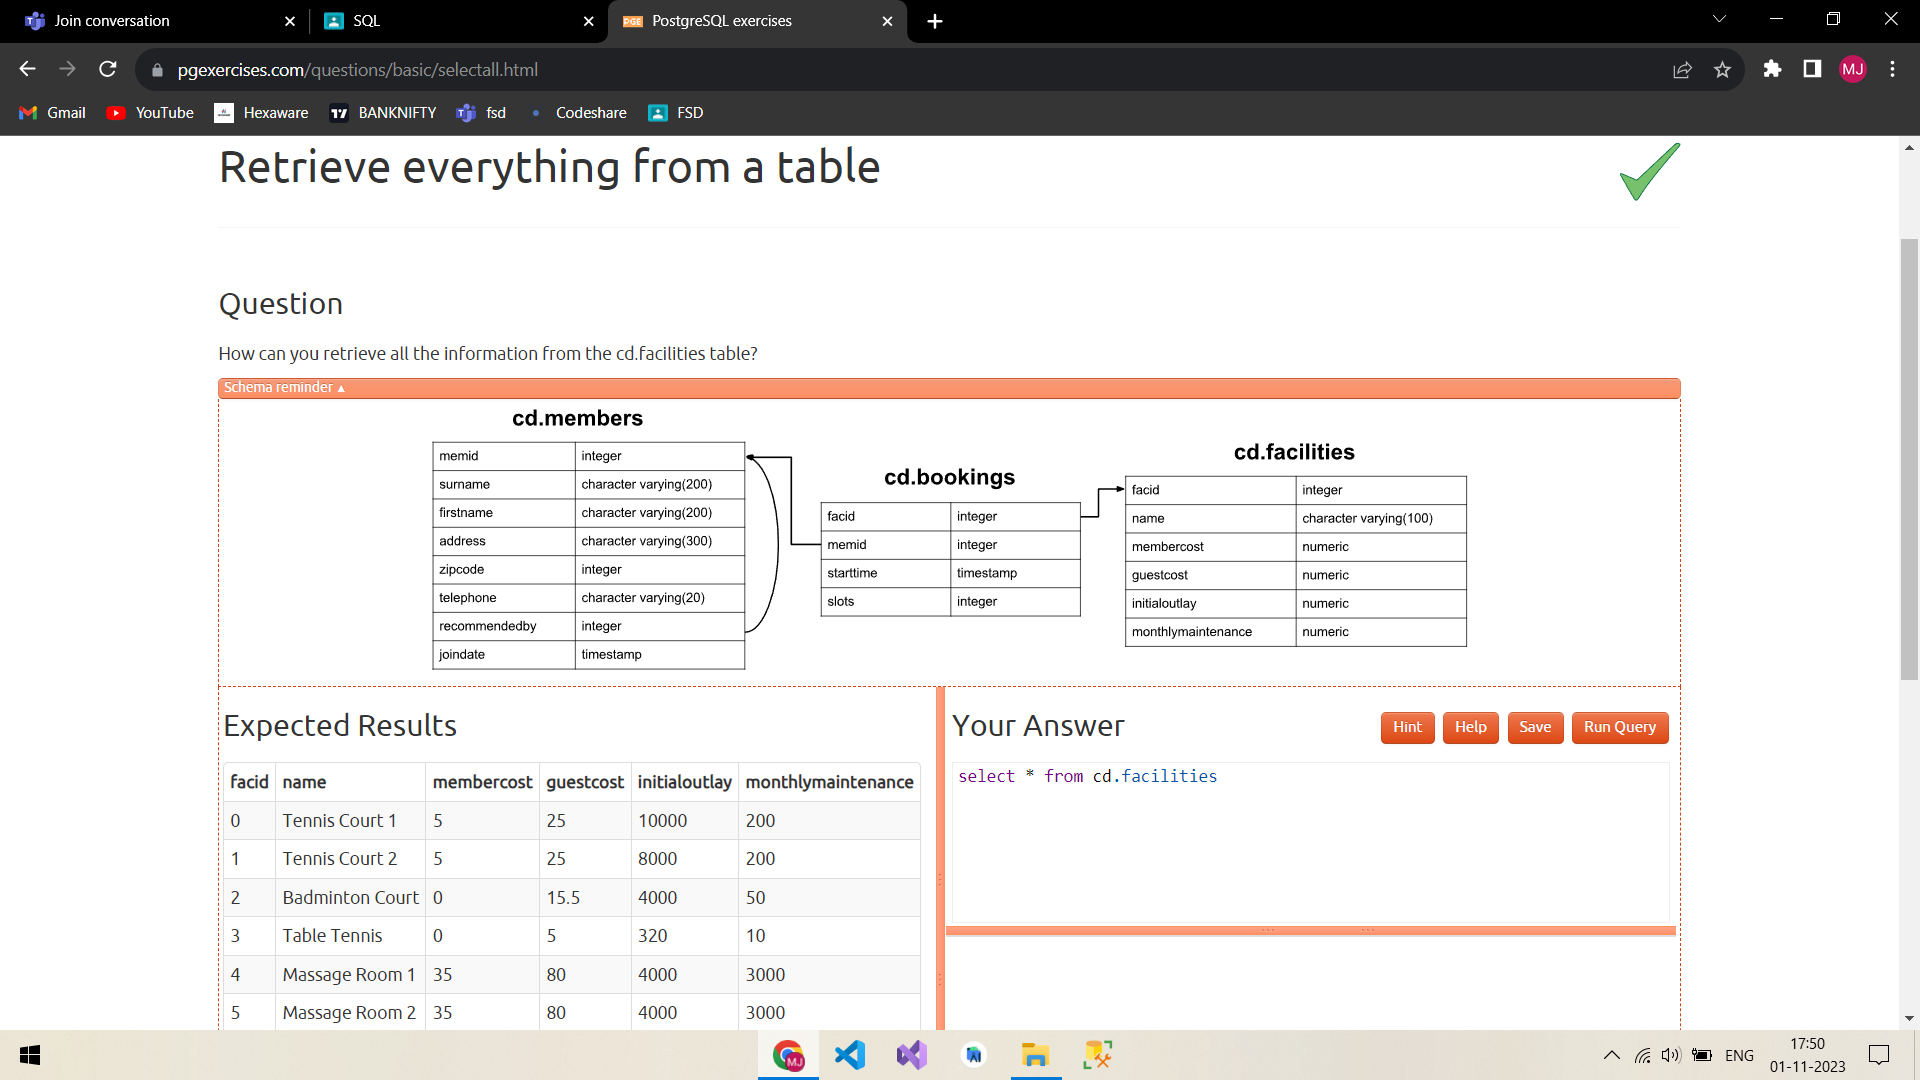 Join conversation
SQL
PGE PostgreSQL exercises
pgexercises.com/questions/basic/selectall.html
MJ
Gmail YouTube Hexaware BANKNIFTY fsd Codeshare FSD
Retrieve everything from a table
Question
How can you retrieve all the information from the cd.facilities table?
Schema reminder ▲
cd.members
memid integer
surname character varying(200)
firstname character varying(200)
address character varying(300)
zipcode integer
telephone character varying(20)
recommendedby integer
joindate timestamp
cd.bookings
facid integer
memid integer
starttime timestamp
slots integer
cd.facilities
facid integer
name character varying(100)
membercost numeric
guestcost numeric
initialoutlay numeric
monthlymaintenance numeric
Expected Results
facid name membercost guestcost initialoutlay monthlymaintenance
0 Tennis Court 1 5 25 10000 200
1 Tennis Court 2 5 25 8000 200
2 Badminton Court 0 15.5 4000 50
3 Table Tennis 0 5 320 10
4 Massage Room 1 35 80 4000 3000
5 Massage Room 2 35 80 4000 3000
Your Answer
Hint Help Save Run Query
select * from cd.facilities
MJ
ENG
17:50
01-11-2023